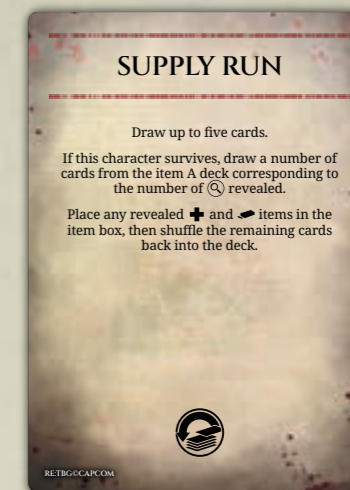 SUPPLY RUN
Draw up to five cards.
If this character survives, draw a number of
cards from the item A deck corresponding to
the number of revealed.
Place any revealed and items in the
item box, then shuffle the remaining cards
back into the deck.
RE:TBG©CAPCOM